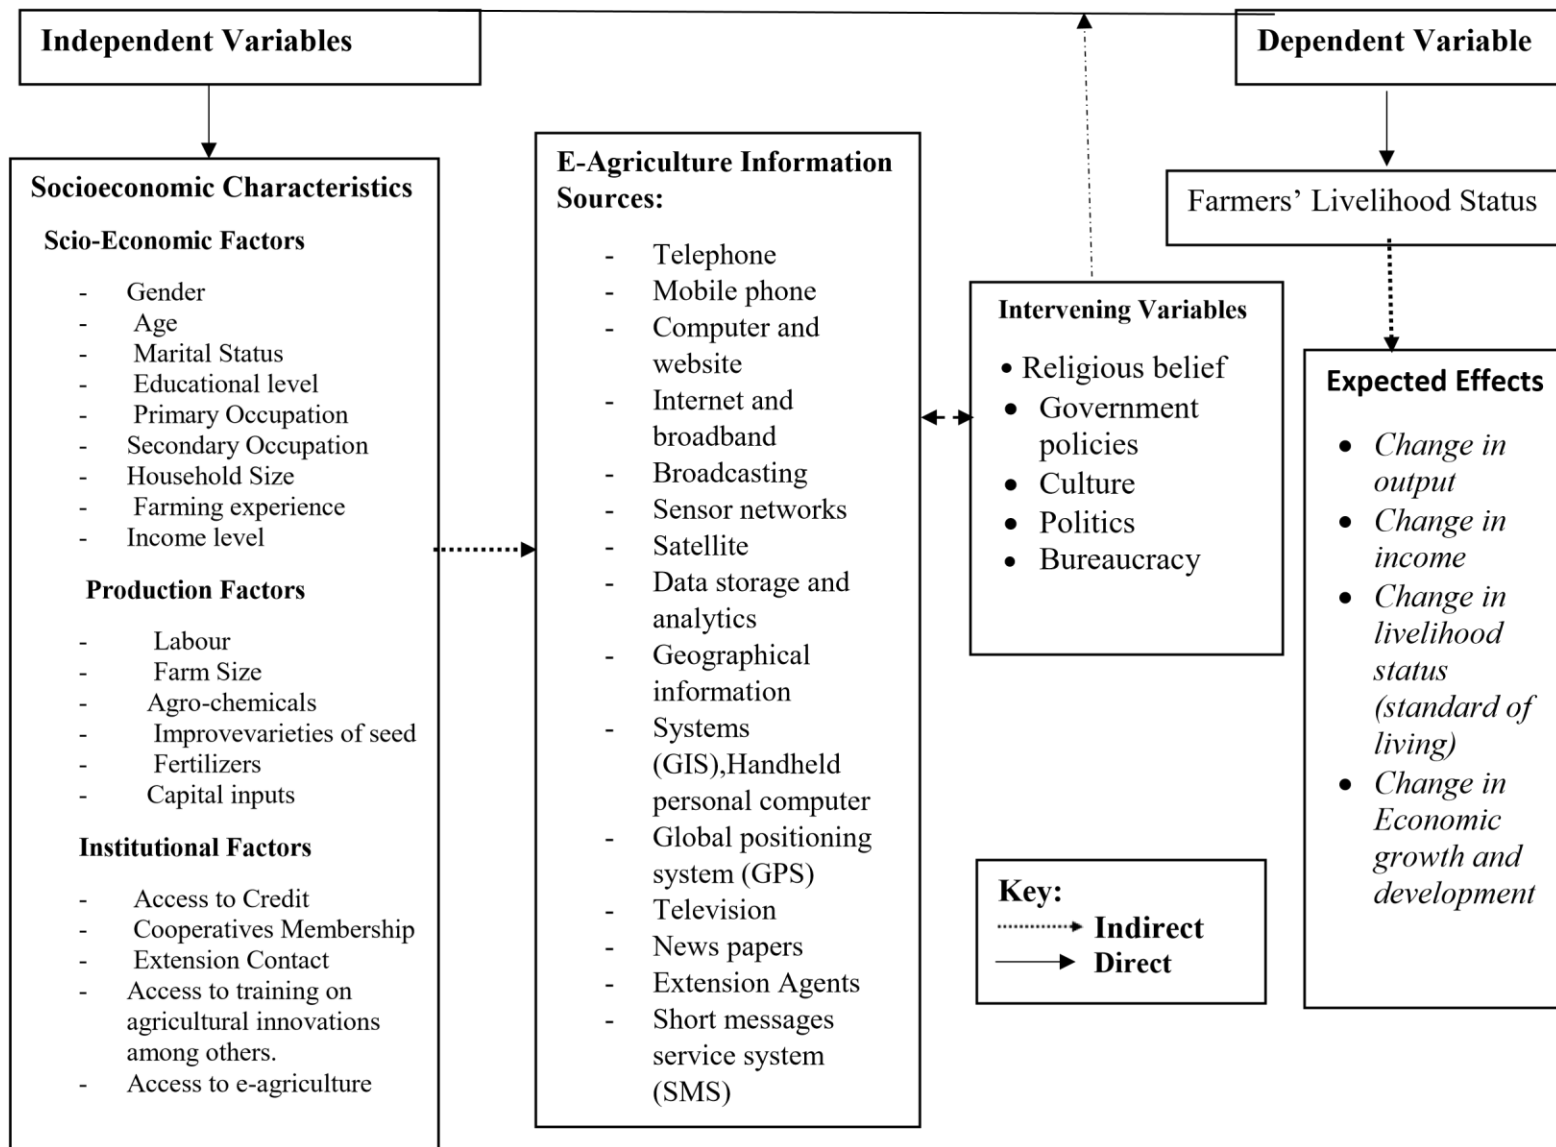 Independent Variables
Dependent Variable
Socioeconomic Characteristics
Scio-Economic Factors
- Gender
- Age
- Marital Status
- Educational level
- Primary Occupation
- Secondary Occupation
- Household Size
- Farming experience
- Income level
Production Factors
- Labour
- Farm Size
- Agro-chemicals
- Improvevarieties of seed
- Fertilizers
- Capital inputs
Institutional Factors
- Access to Credit
- Cooperatives Membership
- Extension Contact
- Access to training on
agricultural innovations
among others.
- Access to e-agriculture
E-Agriculture Information
Sources:
- Telephone
- Mobile phone
- Computer and
website
- Internet and
broadband
- Broadcasting
- Sensor networks
- Satellite
- Data storage and
analytics
- Geographical
information
- Systems
(GIS),Handheld
personal computer
- Global positioning
system (GPS)
- Television
- News papers
- Extension Agents
- Short messages
service system
(SMS)
Intervening Variables
• Religious belief
• Government
policies
• Culture
• Politics
• Bureaucracy
Key:
Indirect
Direct
Farmers’ Livelihood Status
Expected Effects
• Change in
output
• Change in
income
• Change in
livelihood
status
(standard of
living)
• Change in
Economic
growth and
development